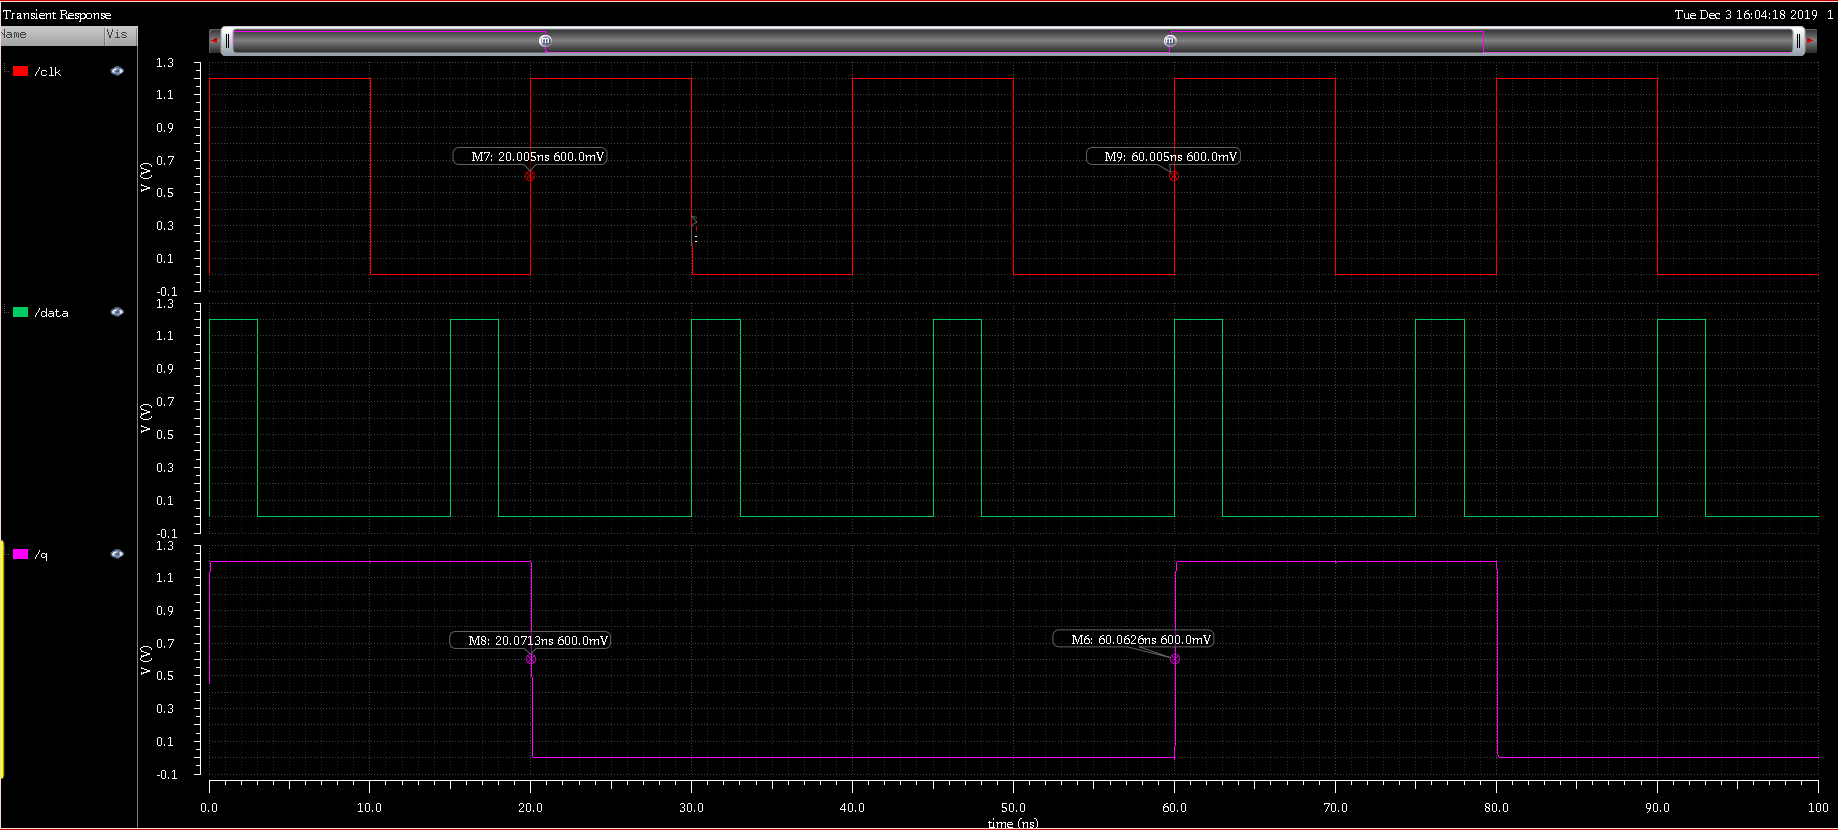 Transient Response
Tue Dec 3 16:04:18 2019 1
Name Vis
/clk
1.3
1.1
0.9
0.7
0.5
0.3
0.1
-0.1
V (V)
M7: 20.005ns 600.0mV
M9: 60.005ns 600.0mV
/data
1.3
1.1
0.9
0.7
0.5
0.3
0.1
-0.1
V (V)
/q
1.3
1.1
0.9
0.7
0.5
0.3
0.1
-0.1
V (V)
M8: 20.0713ns 600.0mV
M6: 60.0626ns 600.0mV
0.0 10.0 20.0 30.0 40.0 50.0 60.0 70.0 80.0 90.0 100
time (ns)